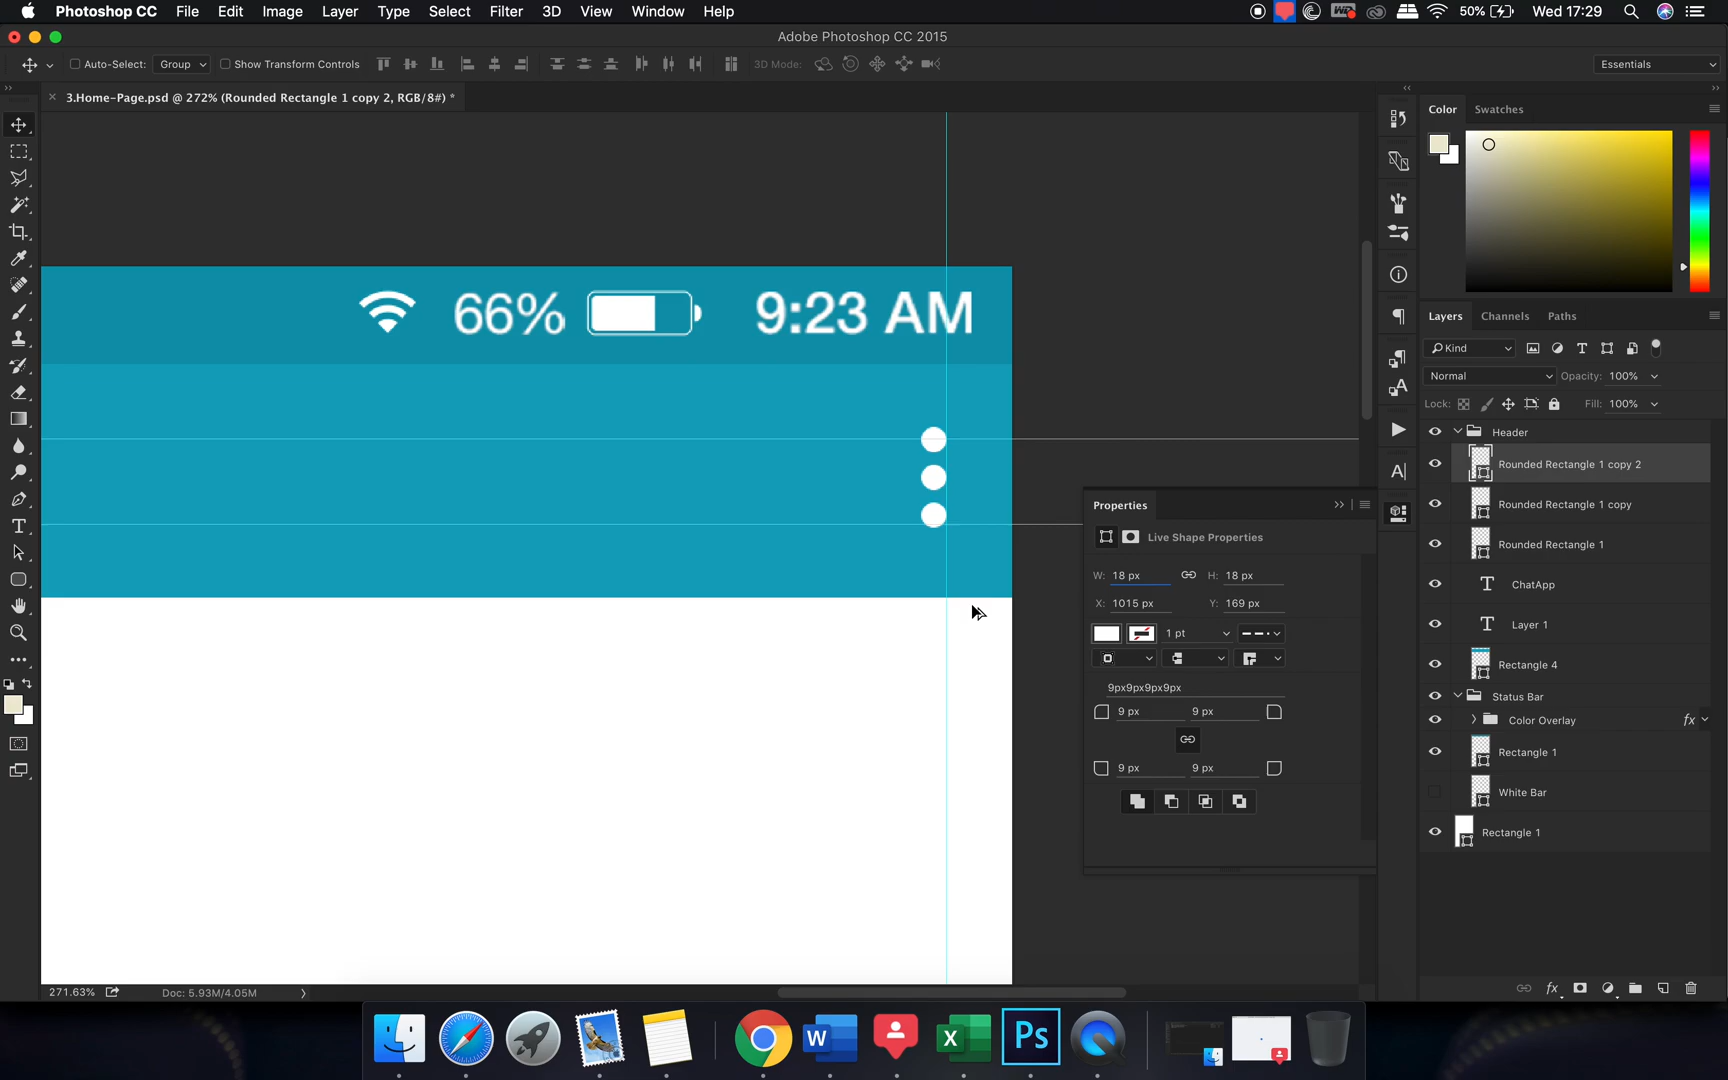 Photoshop CC File Edit Image Layer Type Select Filter 3D View Window Help 50% Wed 17:29
Adobe Photoshop CC 2015
Auto-Select: Group Show Transform Controls 3D Mode: Essentials
3.Home-Page.psd @ 272% (Rounded Rectangle 1 copy 2, RGB/8#) *
Color Swatches
66% 9:23 AM
Layers Channels Paths
Kind
Normal Opacity: 100%
Lock: Fill: 100%
Header
Rounded Rectangle 1 copy 2
Rounded Rectangle 1 copy
Rounded Rectangle 1
ChatApp
Layer 1
Rectangle 4
Status Bar
Color Overlay fx
Rectangle 1
White Bar
Rectangle 1
Properties
Live Shape Properties
W: 18 px H: 18 px
X: 1015 px Y: 169 px
1 pt
9px9px9px9px
9 px 9 px
9 px 9 px
271.63% Doc: 5.93M/4.05M
fx
W X Ps